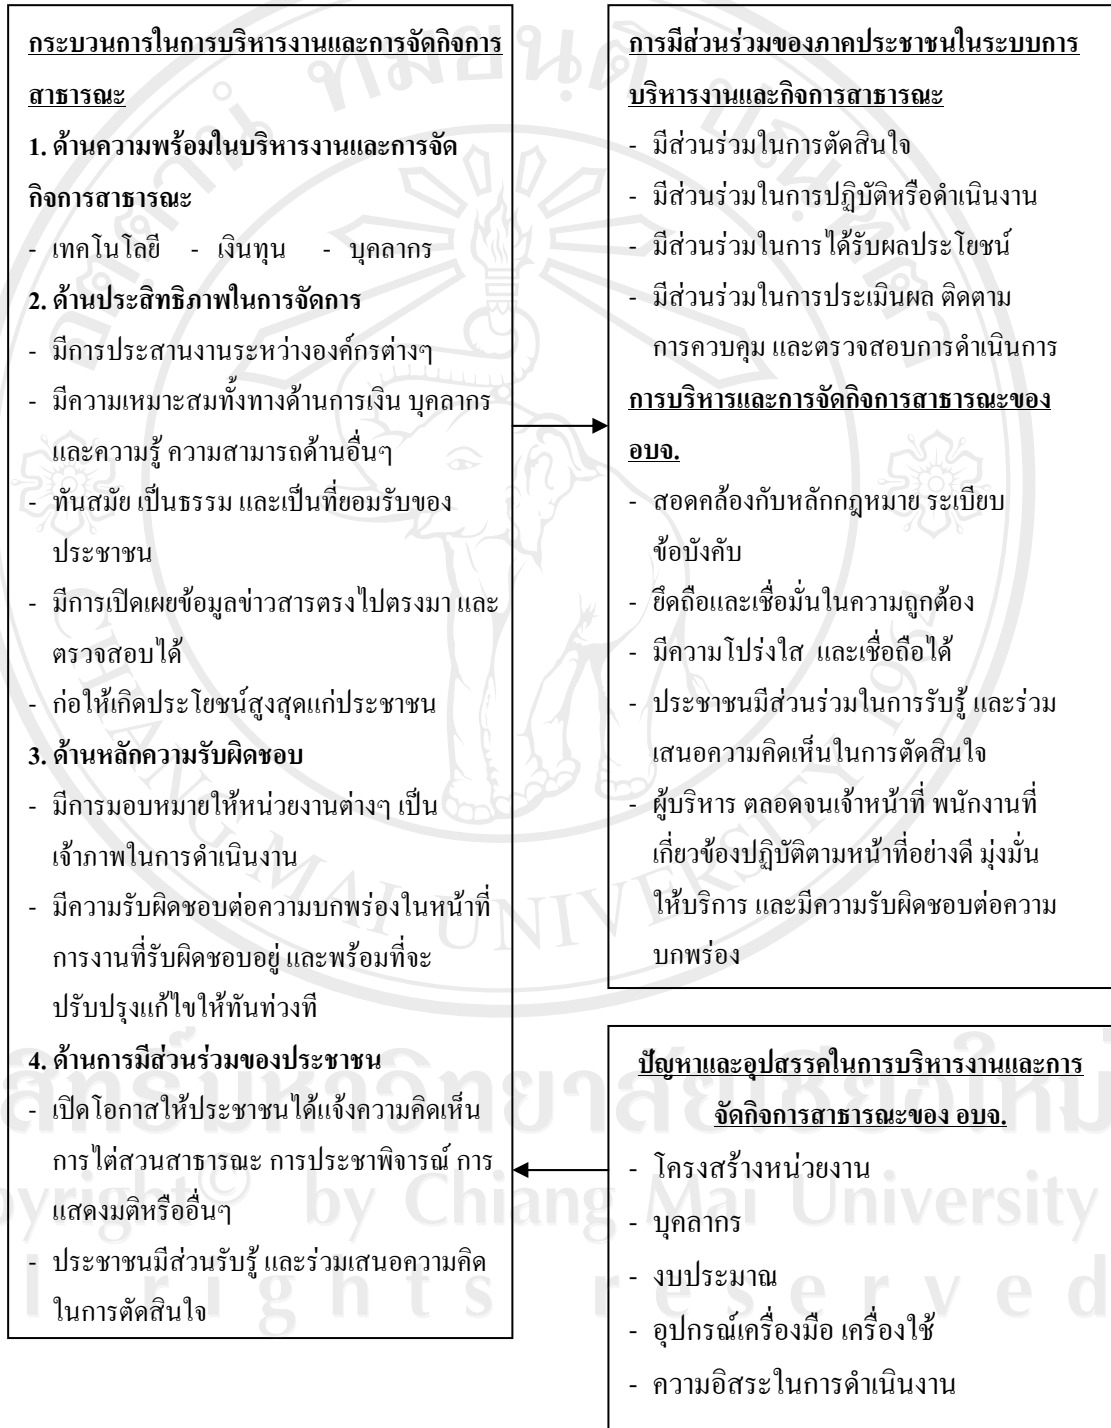 กระบวนการในการบริหารงานและการจัดกิจการ
สาธารณะ
1. ด้านความพร้อมในบริหารงานและการจัด
กิจการสาธารณะ
- เทคโนโลยี - เงินทุน - บุคลากร
2. ด้านประสิทธิภาพในการจัดการ
- มีการประสานงานระหว่างองค์กรต่างๆ
- มีความเหมาะสมทั้งทางด้านการเงิน บุคลากร
และความรู้ ความสามารถด้านอื่นๆ
- ทันสมัย เป็นธรรม และเป็นที่ยอมรับของ
ประชาชน
- มีการเปิดเผยข้อมูลข่าวสารตรงไปตรงมา และ
ตรวจสอบได้
- ก่อให้เกิดประโยชน์สูงสุดแก่ประชาชน
3. ด้านหลักความรับผิดชอบ
- มีการมอบหมายให้หน่วยงานต่างๆ เป็น
เจ้าภาพในการดำเนินงาน
- มีความรับผิดชอบต่อความบกพร่องในหน้าที่
การงานที่รับผิดชอบอยู่ และพร้อมที่จะ
ปรับปรุงแก้ไขให้ทันท่วงที
4. ด้านการมีส่วนร่วมของประชาชน
- เปิดโอกาสให้ประชาชนได้แจ้งความคิดเห็น
การไต่สวนสาธารณะ การประชาพิจารณ์ การ
แสดงมติหรืออื่นๆ
- ประชาชนมีส่วนรับรู้ และร่วมเสนอความคิด
ในการตัดสินใจ
การมีส่วนร่วมของภาคประชาชนในระบบการ
บริหารงานและกิจการสาธารณะ
- มีส่วนร่วมในการตัดสินใจ
- มีส่วนร่วมในการปฏิบัติหรือดำเนินงาน
- มีส่วนร่วมในการได้รับผลประโยชน์
- มีส่วนร่วมในการประเมินผล ติดตาม
การควบคุม และตรวจสอบการดำเนินการ
การบริหารและการจัดกิจการสาธารณะของ
อบจ.
- สอดคล้องกับหลักกฎหมาย ระเบียบ
ข้อบังคับ
- ยึดถือและเชื่อมั่นในความถูกต้อง
- มีความโปร่งใส และเชื่อถือได้
- ประชาชนมีส่วนร่วมในการรับรู้ และร่วม
เสนอความคิดเห็นในการตัดสินใจ
- ผู้บริหาร ตลอดจนเจ้าหน้าที่ พนักงานที่
เกี่ยวข้องปฏิบัติตามหน้าที่อย่างดี มุ่งมั่น
ให้บริการ และมีความรับผิดชอบต่อความ
บกพร่อง
ปัญหาและอุปสรรคในการบริหารงานและการ
จัดกิจการสาธารณะของ อบจ.
- โครงสร้างหน่วยงาน
- บุคลากร
- งบประมาณ
- อุปกรณ์เครื่องมือ เครื่องใช้
- ความอิสระในการดำเนินงาน
CHIANG MAI UNIVERSITY 1964
by Chiang Mai University
rights reserved